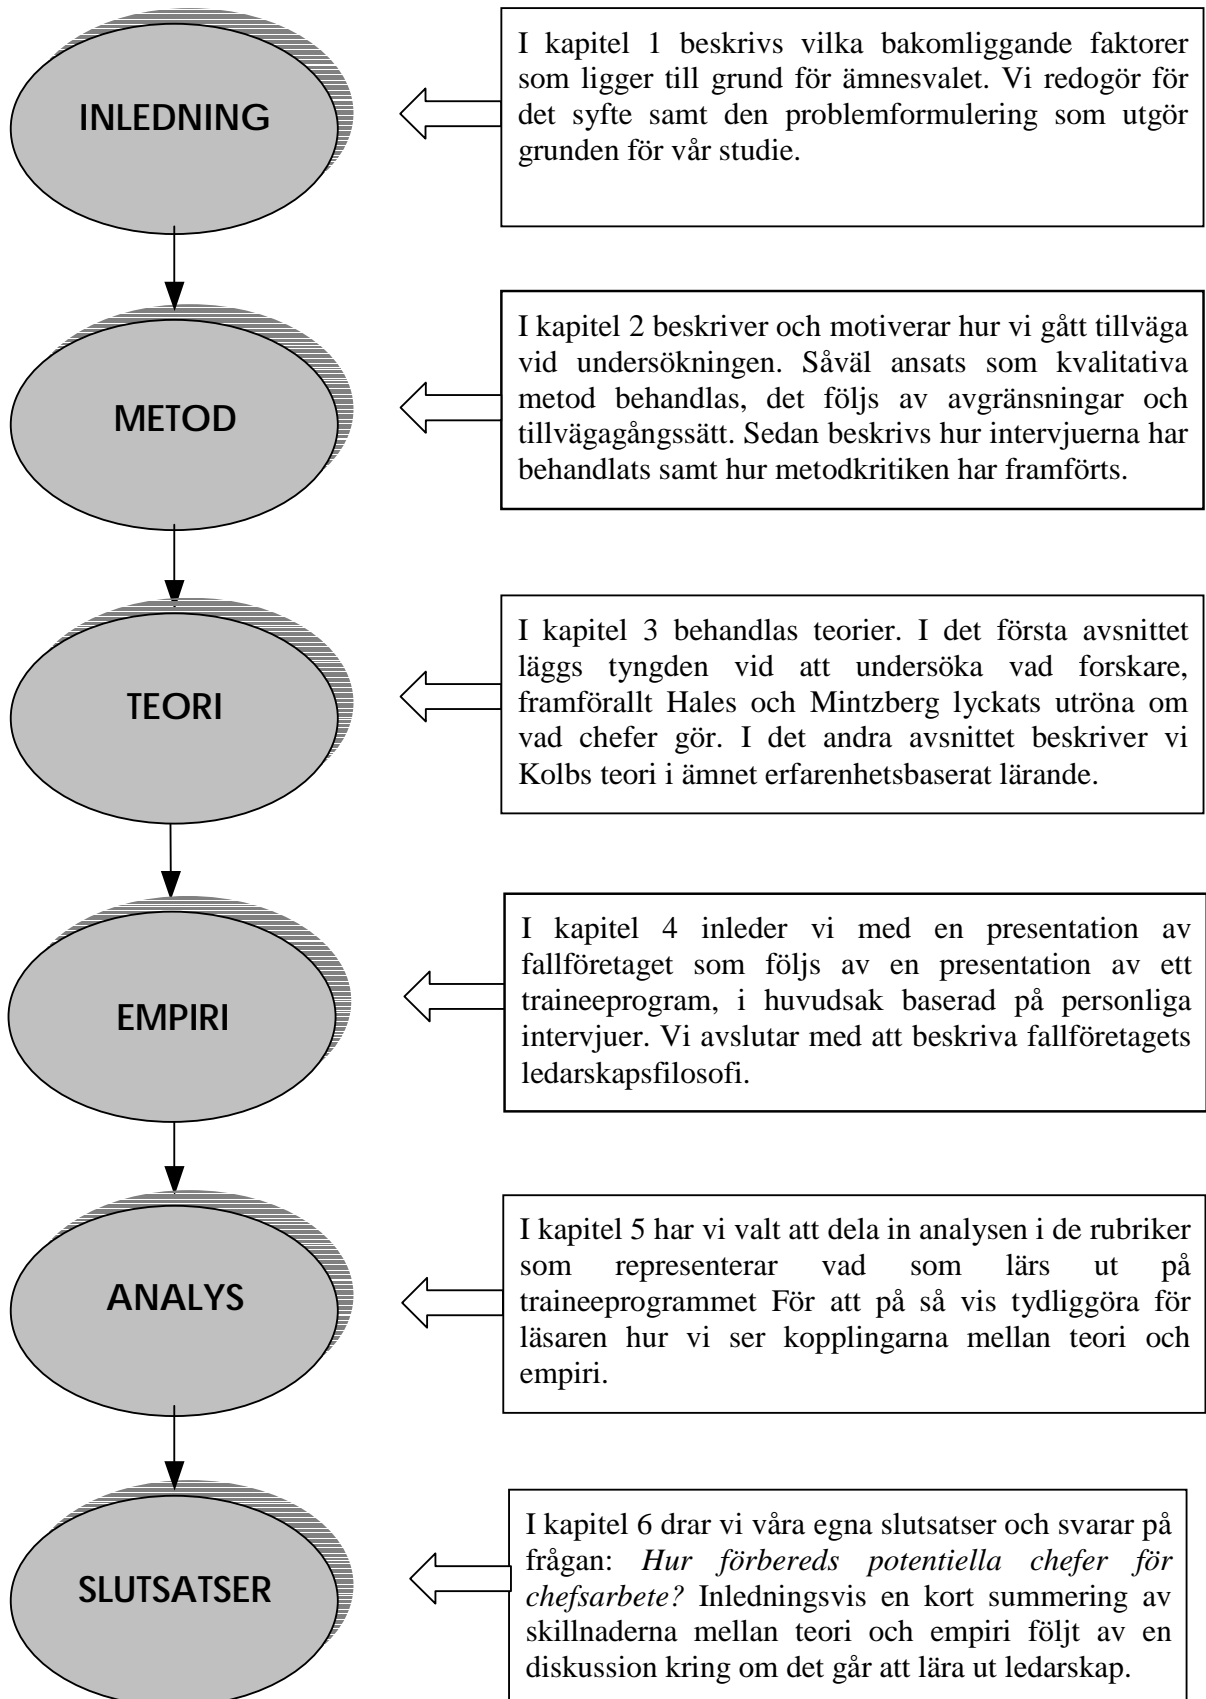 INLEDNING
I kapitel 1 beskrivs vilka bakomliggande faktorer
som ligger till grund för ämnesvalet. Vi redogör för
det syfte samt den problemformulering som utgör
grunden för vår studie.
METOD
I kapitel 2 beskriver och motiverar hur vi gått tillväga
vid undersökningen. Såväl ansats som kvalitativa
metod behandlas, det följs av avgränsningar och
tillvägagångssätt. Sedan beskrivs hur intervjuerna har
behandlats samt hur metodkritiken har framförts.
TEORI
I kapitel 3 behandlas teorier. I det första avsnittet
läggs tyngden vid att undersöka vad forskare,
framförallt Hales och Mintzberg lyckats utröna om
vad chefer gör. I det andra avsnittet beskriver vi
Kolbs teori i ämnet erfarenhetsbaserat lärande.
EMPIRI
I kapitel 4 inleder vi med en presentation av
fallföretaget som följs av en presentation av ett
traineeprogram, i huvudsak baserad på personliga
intervjuer. Vi avslutar med att beskriva fallföretagets
ledarskapsfilosofi.
ANALYS
I kapitel 5 har vi valt att dela in analysen i de rubriker
som representerar vad som lärs ut på
traineeprogrammet För att på så vis tydliggöra för
läsaren hur vi ser kopplingarna mellan teori och
empiri.
SLUTSATSER
I kapitel 6 drar vi våra egna slutsatser och svarar på
frågan: Hur förbereds potentiella chefer för
chefsarbete? Inledningsvis en kort summering av
skillnaderna mellan teori och empiri följt av en
diskussion kring om det går att lära ut ledarskap.